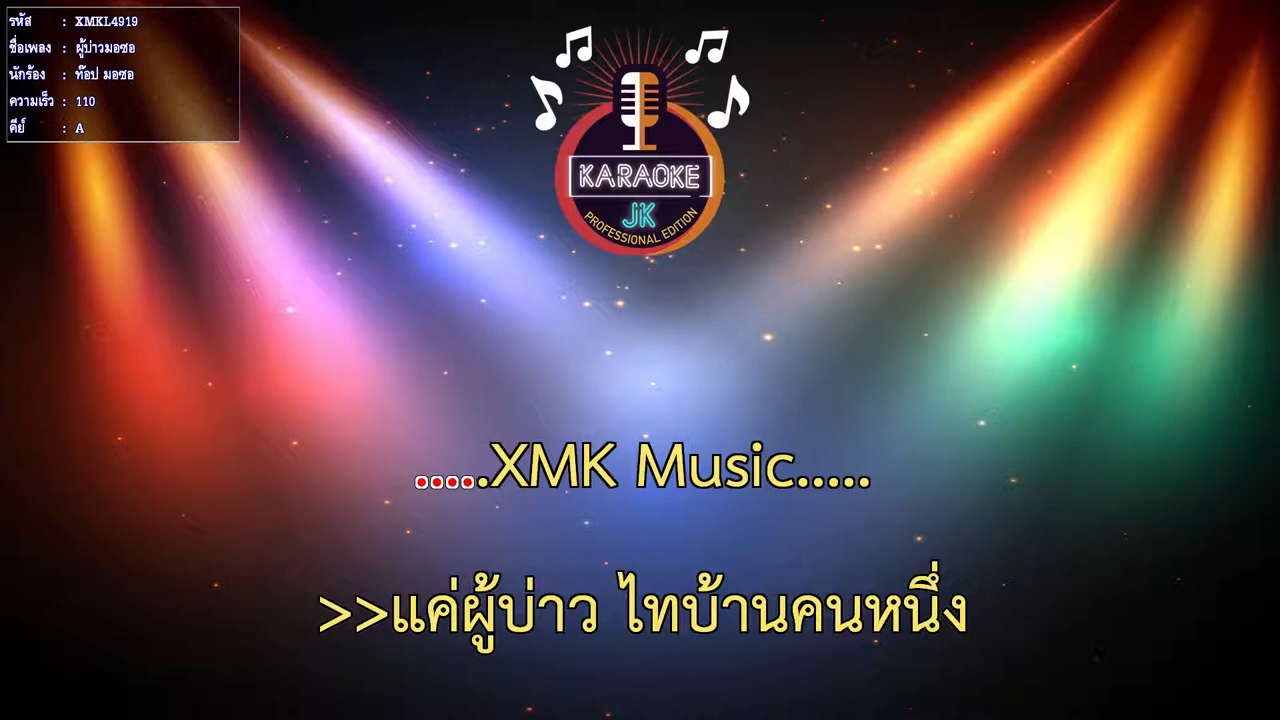 รหัส : XMKL4919
ชื่อเพลง : ผู้บ่าวมอซอ
นักร้อง : ท๊อป มอซอ
ความเร็ว : 110
คีย์ : A
KARAOKE
JK
PROFESSIONAL EDITION
.....XMK Music.....
>>แค่ผู้บ่าว ไทบ้านคนหนึ่ง